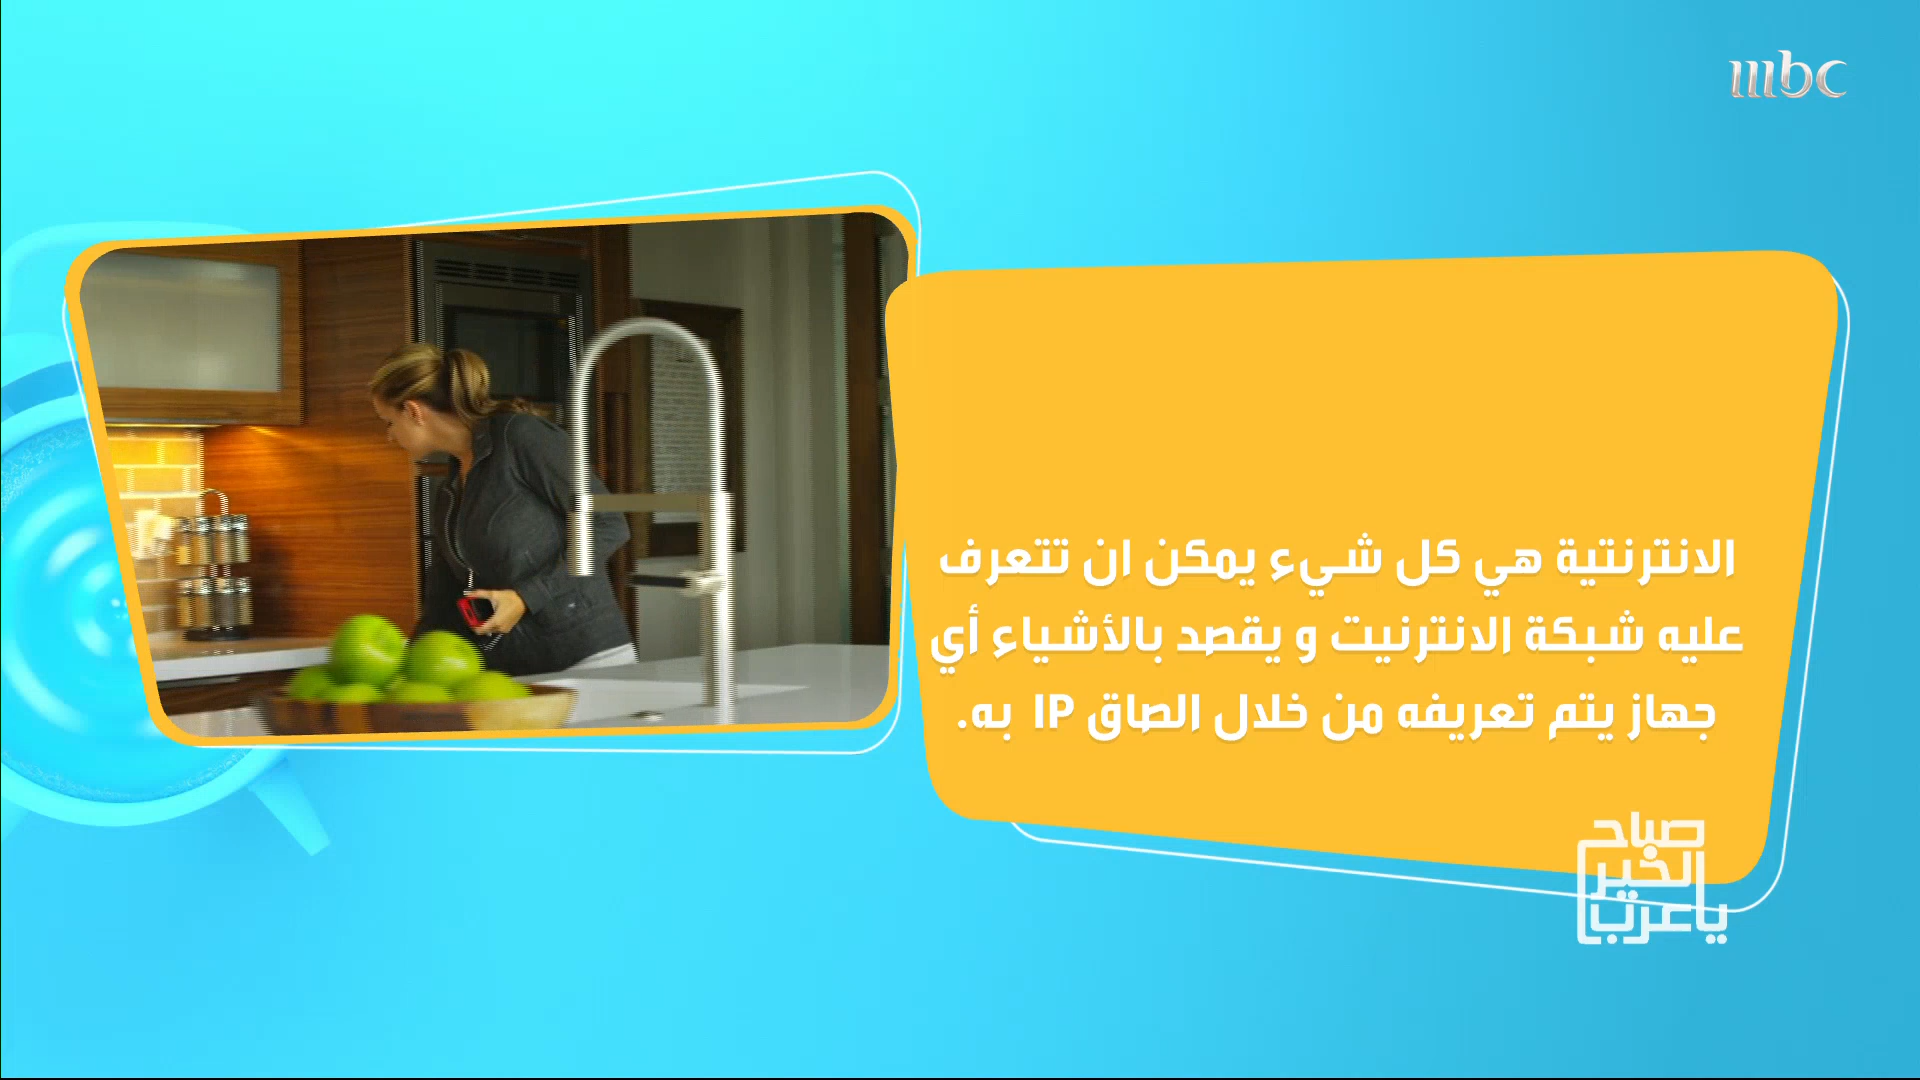 mbc
الانترنتية هي كل شيء يمكن ان تتعرف
عليه شبكة الانترنيت و يقصد بالأشياء أي
جهاز يتم تعريفه من خلال الصاق IP به.
صباح
الخير
ياعرب